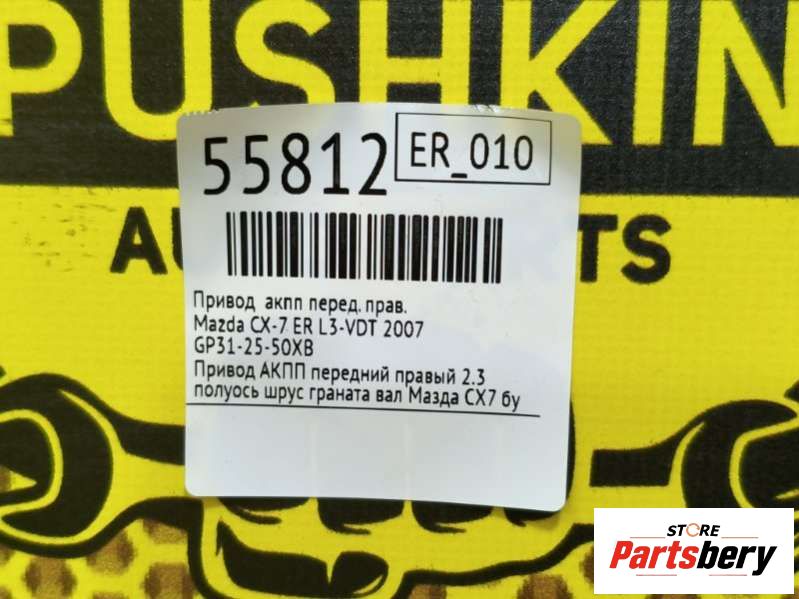 PUSHKIN
55812
ER_010
Привод акпп перед. прав.
Mazda CX-7 ER L3-VDT 2007
GP31-25-50XB
Привод АКПП передний правый 2.3
полуось шрус граната вал Мазда СХ7 бу
STORE
Partsbery